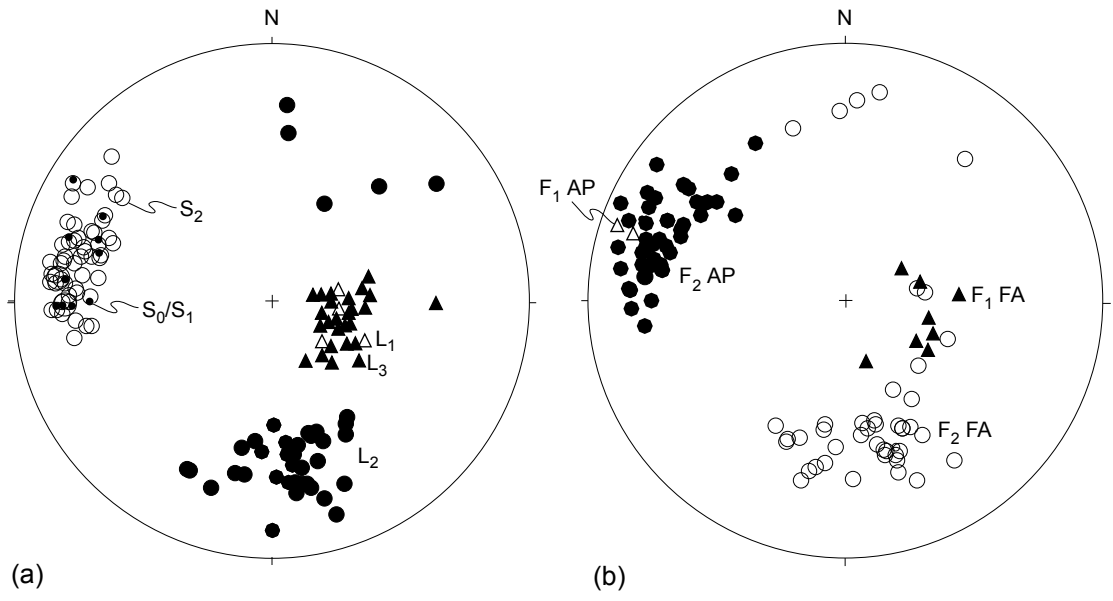 N
S₂
S₀/S₁
L₁
L₃
L₂
(a)
N
F₁ AP
F₂ AP
F₁ FA
F₂ FA
(b)